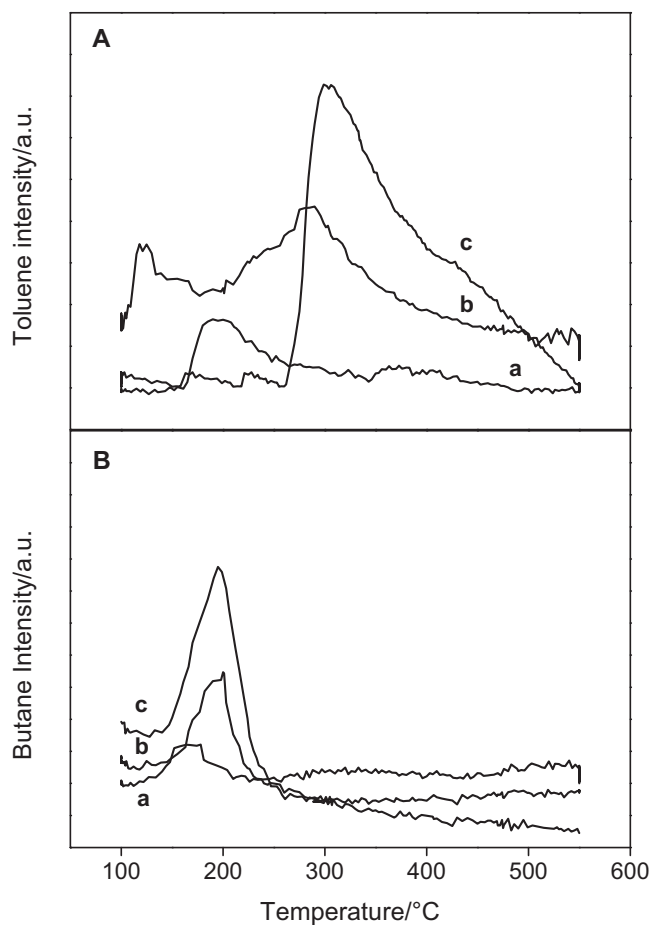 A
Toluene intensity/a.u.
c
b
a
B
Butane Intensity/a.u.
c
b
a
100 200 300 400 500 600
Temperature/°C